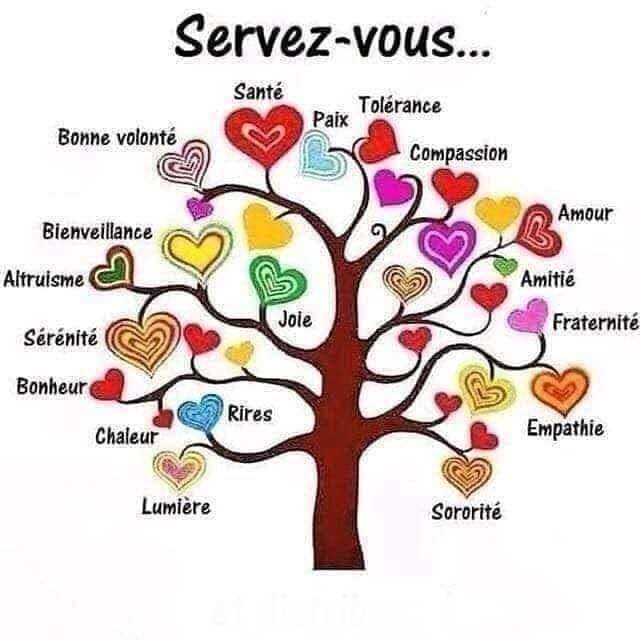 Servez-vous...
Santé
Tolérance
Paix
Bonne volonté
Compassion
Amour
Bienveillance
Altruisme
Amitié
Joie
Fraternité
Sérénité
Bonheur
Rires
Chaleur
Empathie
Lumière
Sororité